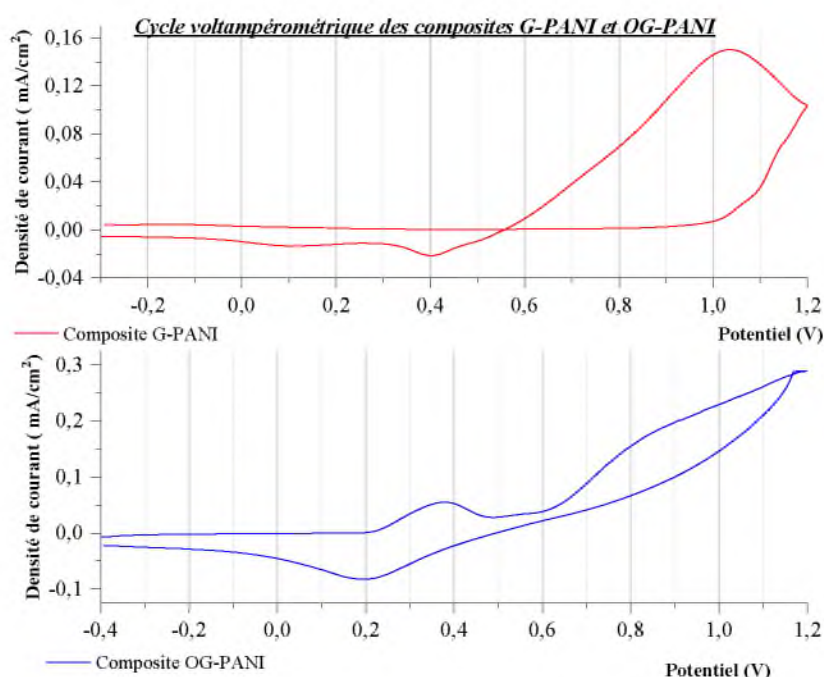 Cycle voltampérométrique des composites G-PANI et OG-PANI
Densité de courant ( mA/cm²)
0,16
0,12
0,08
0,04
0,00
-0,04
-0,2 0,0 0,2 0,4 0,6 0,8 1,0 1,2
Composite G-PANI
Potentiel (V)
Densité de courant ( mA/cm²)
0,3
0,2
0,1
0,0
-0,1
-0,4 -0,2 0,0 0,2 0,4 0,6 0,8 1,0 1,2
Composite OG-PANI
Potentiel (V)